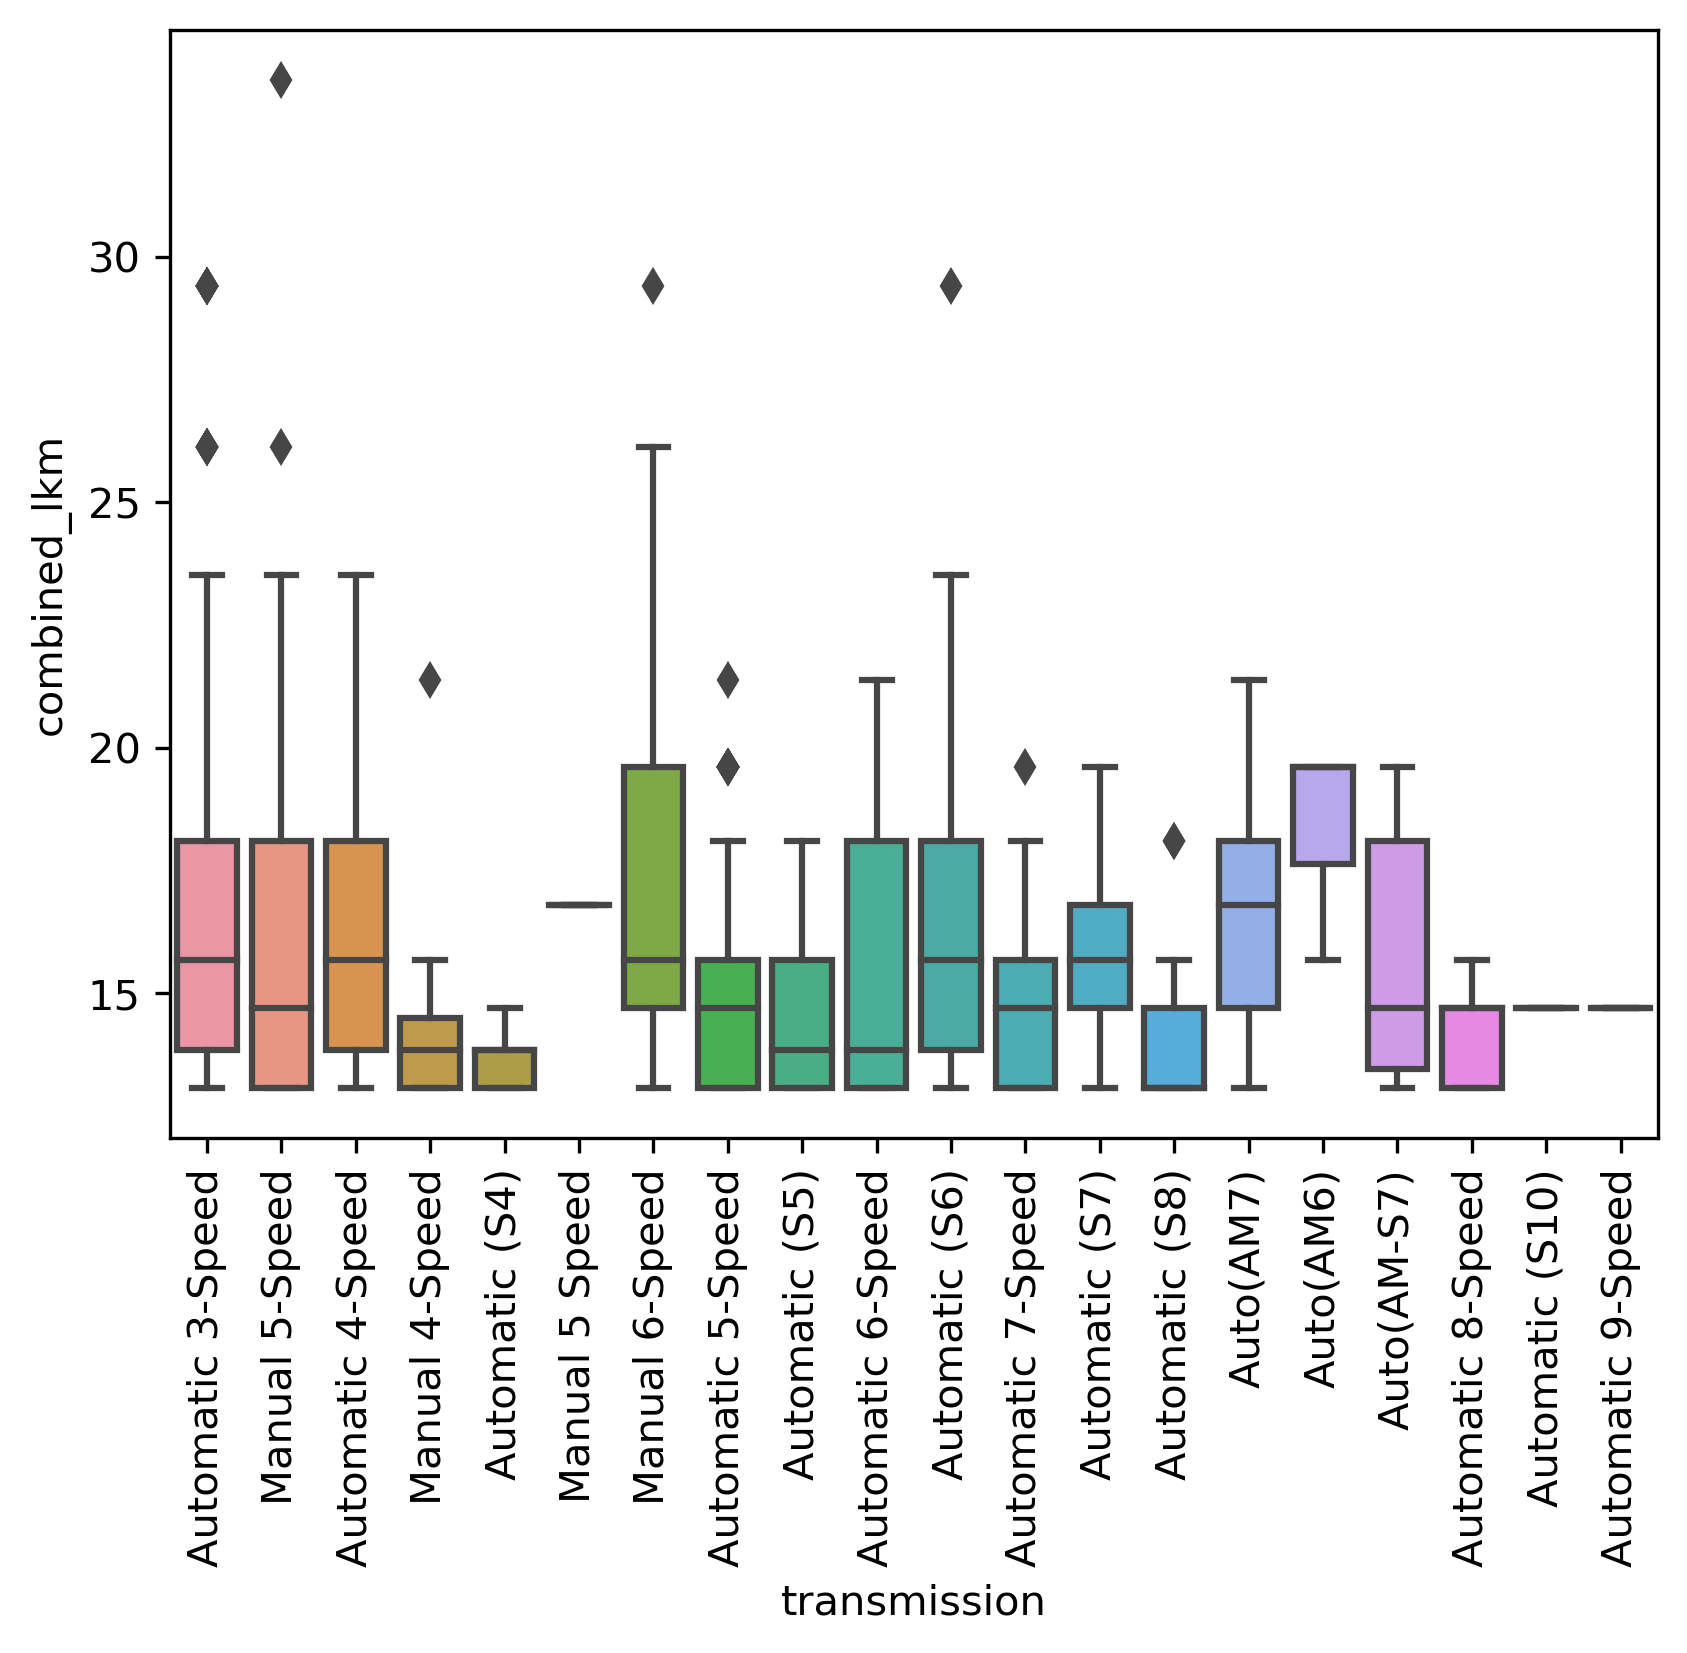 combined_lkm
30
25
20
15
Automatic 3-Speed
Manual 5-Speed
Automatic 4-Speed
Manual 4-Speed
Automatic (S4)
Manual 5 Speed
Manual 6-Speed
Automatic 5-Speed
Automatic (S5)
Automatic 6-Speed
Automatic (S6)
Automatic 7-Speed
Automatic (S7)
Automatic (S8)
Auto(AM7)
Auto(AM6)
Auto(AM-S7)
Automatic 8-Speed
Automatic (S10)
Automatic 9-Speed
transmission